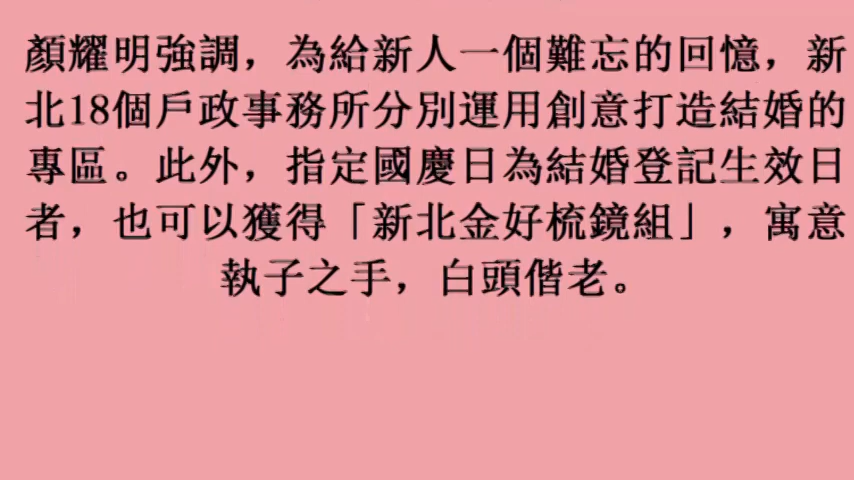 顏耀明強調，為給新人一個難忘的回憶，新
北18個戶政事務所分別運用創意打造結婚的
專區。此外，指定國慶日為結婚登記生效日
者，也可以獲得「新北金好梳鏡組」，寓意
執子之手，白頭偕老。